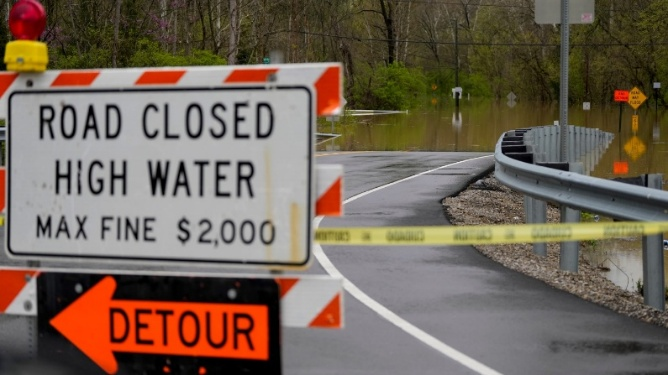 ROAD CLOSED
HIGH WATER
MAX FINE $2,000
DETOUR